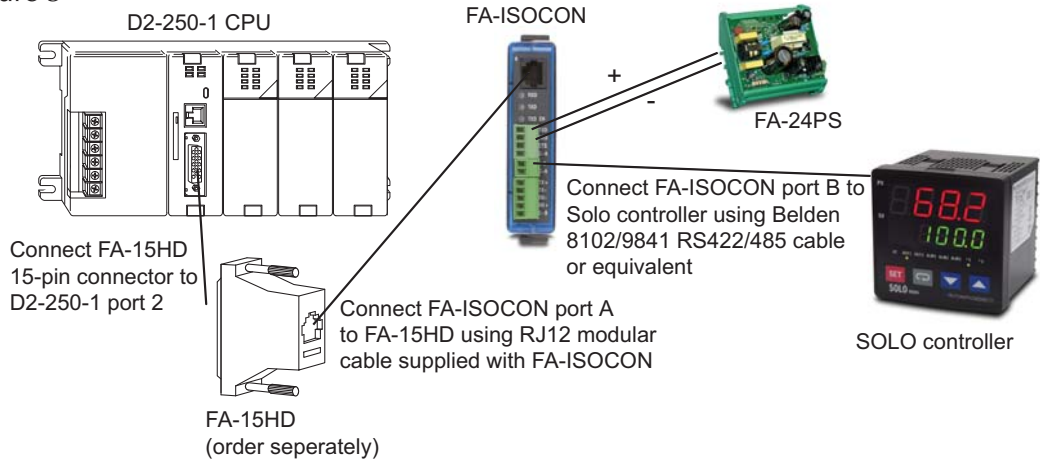 D2-250-1 CPU
FA-ISOCON
+
-
FA-24PS
Connect FA-15HD
15-pin connector to
D2-250-1 port 2
Connect FA-ISOCON port B to
Solo controller using Belden
8102/9841 RS422/485 cable
or equivalent
68.2
100.0
SET
SOLO
SOLO controller
Connect FA-ISOCON port A
to FA-15HD using RJ12 modular
cable supplied with FA-ISOCON
FA-15HD
(order seperately)